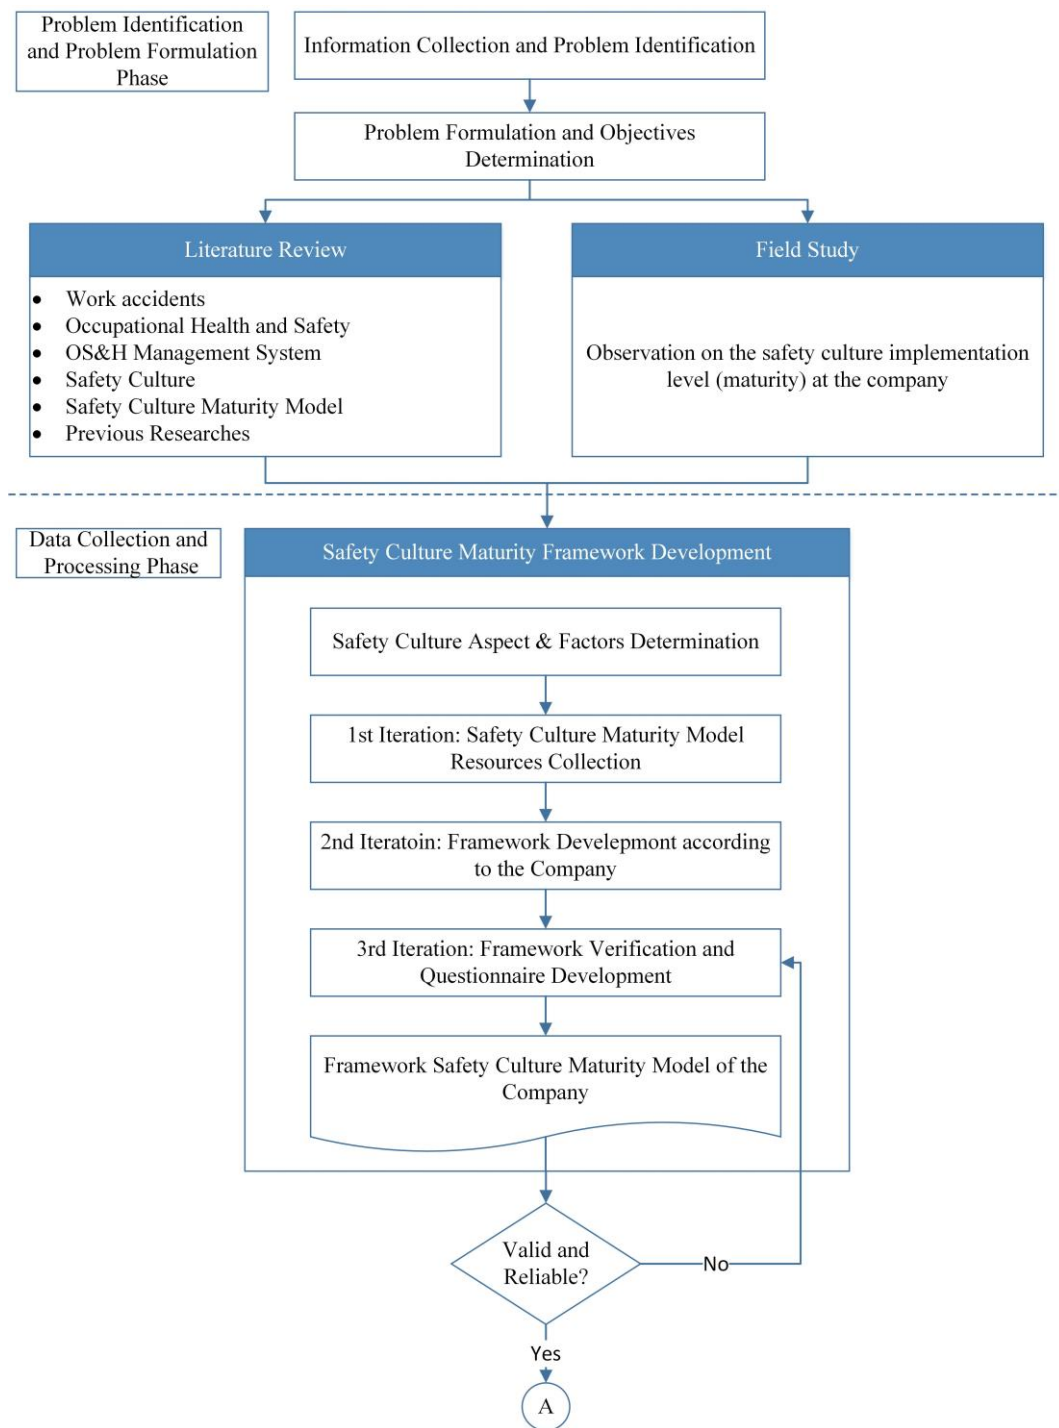 Problem Identification
and Problem Formulation
Phase
Information Collection and Problem Identification
Problem Formulation and Objectives
Determination
Literature Review
• Work accidents
• Occupational Health and Safety
• OS&H Management System
• Safety Culture
• Safety Culture Maturity Model
• Previous Researches
Field Study
Observation on the safety culture implementation
level (maturity) at the company
Data Collection and
Processing Phase
Safety Culture Maturity Framework Development
Safety Culture Aspect & Factors Determination
1st Iteration: Safety Culture Maturity Model
Resources Collection
2nd Iteratoin: Framework Develepmont according
to the Company
3rd Iteration: Framework Verification and
Questionnaire Development
Framework Safety Culture Maturity Model of the
Company
Valid and
Reliable?
No
Yes
A